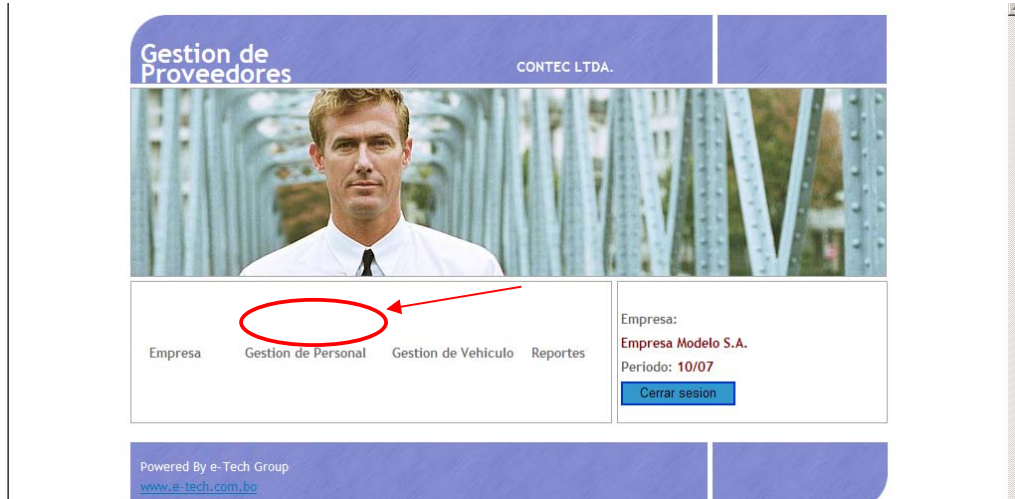 Gestion de
Proveedores
CONTEC LTDA.
Empresa Gestion de Personal Gestion de Vehiculo Reportes
Empresa:
Empresa Modelo S.A.
Periodo: 10/07
Cerrar sesion
Powered By e-Tech Group
www.e-tech.com.bo